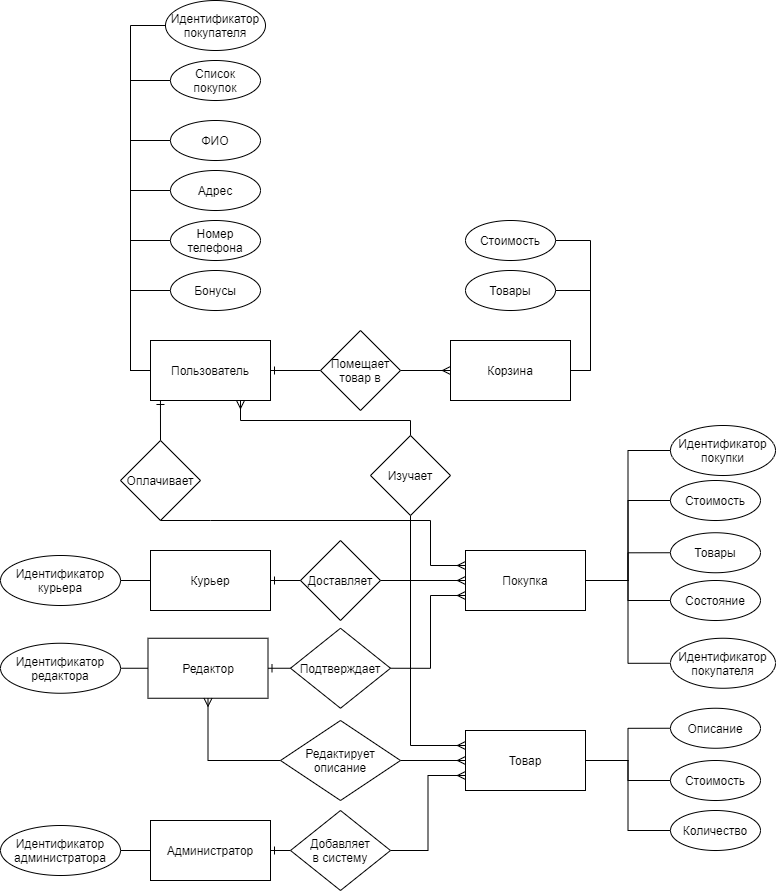 Идентификатор
покупателя
Список
покупок
ФИО
Адрес
Номер
телефона
Бонусы
Стоимость
Товары
Пользователь
Помещает
товар в
Корзина
Оплачивает
Изучает
Идентификатор
покупки
Стоимость
Товары
Состояние
Идентификатор
покупателя
Идентификатор
курьера
Курьер
Доставляет
Покупка
Идентификатор
редактора
Редактор
Подтверждает
Редактирует
описание
Товар
Описание
Стоимость
Количество
Идентификатор
администратора
Администратор
Добавляет
в систему